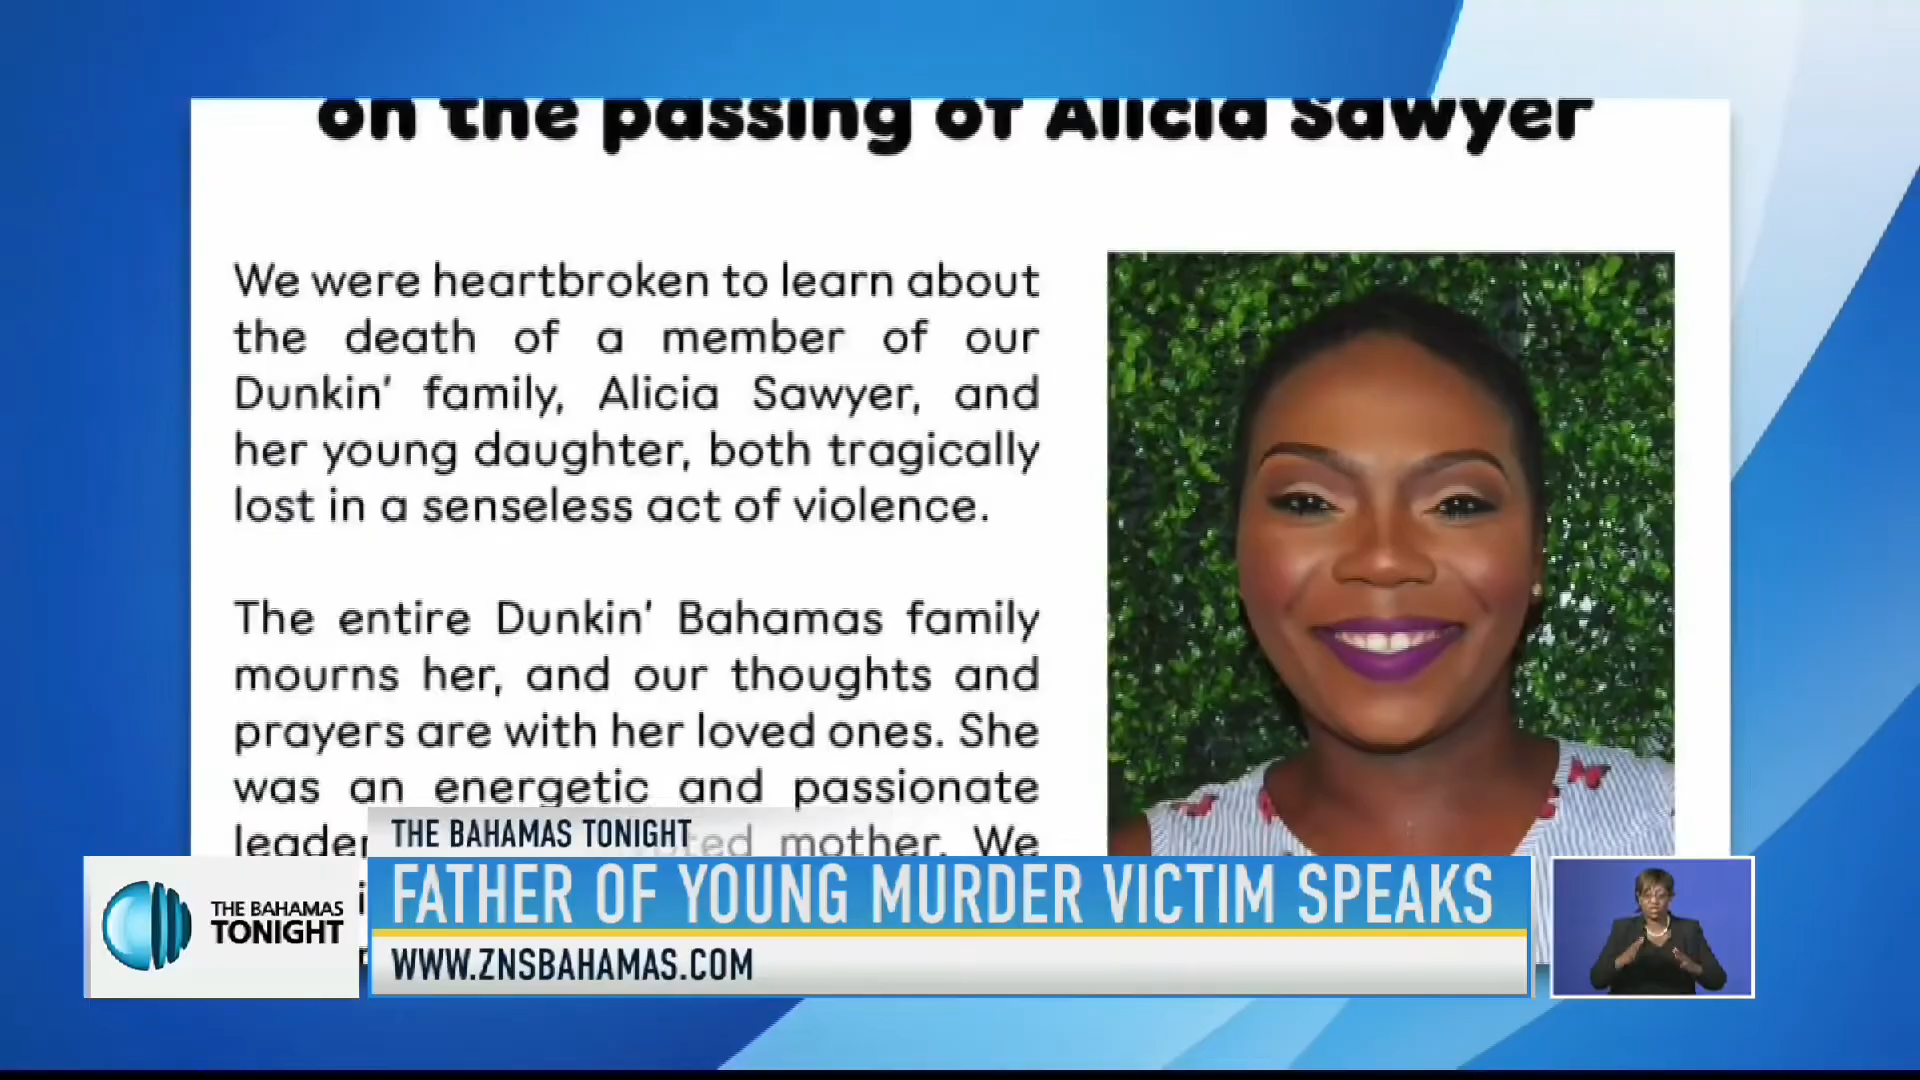 on the passing of Alicia Sawyer
We were heartbroken to learn about
the death of a member of our
Dunkin' family, Alicia Sawyer, and
her young daughter, both tragically
lost in a senseless act of violence.
The entire Dunkin' Bahamas family
mourns her, and our thoughts and
prayers are with her loved ones. She
was an energetic and passionate
mother. We
THE BAHAMAS TONIGHT
FATHER OF YOUNG MURDER VICTIM SPEAKS
WWW.ZNSBAHAMAS.COM
THE BAHAMAS
TONIGHT